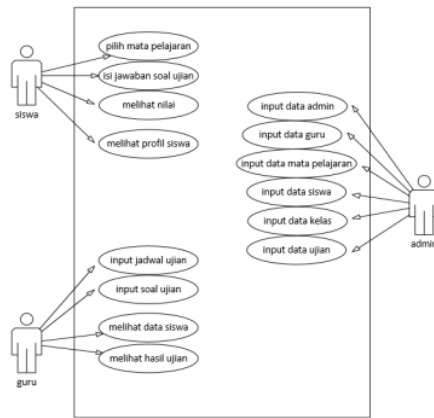 pilih mata pelajaran
isi jawaban soal ujian
melihat nilai
melihat profil siswa
siswa
input data admin
input data guru
input data mata pelajaran
input data siswa
input data kelas
input data ujian
admin
input jadwal ujian
input soal ujian
melihat data siswa
melihat hasil ujian
guru